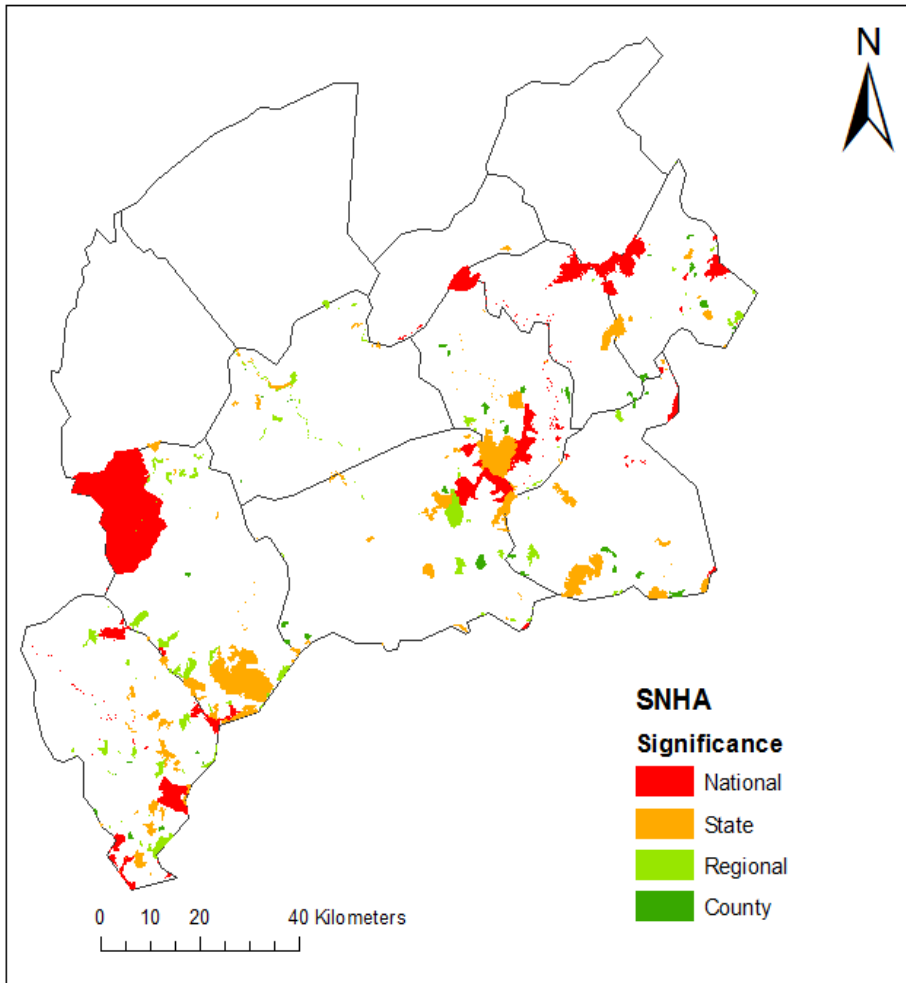 N
SNHA
Significance
National
State
Regional
County
0 10 20 40 Kilometers